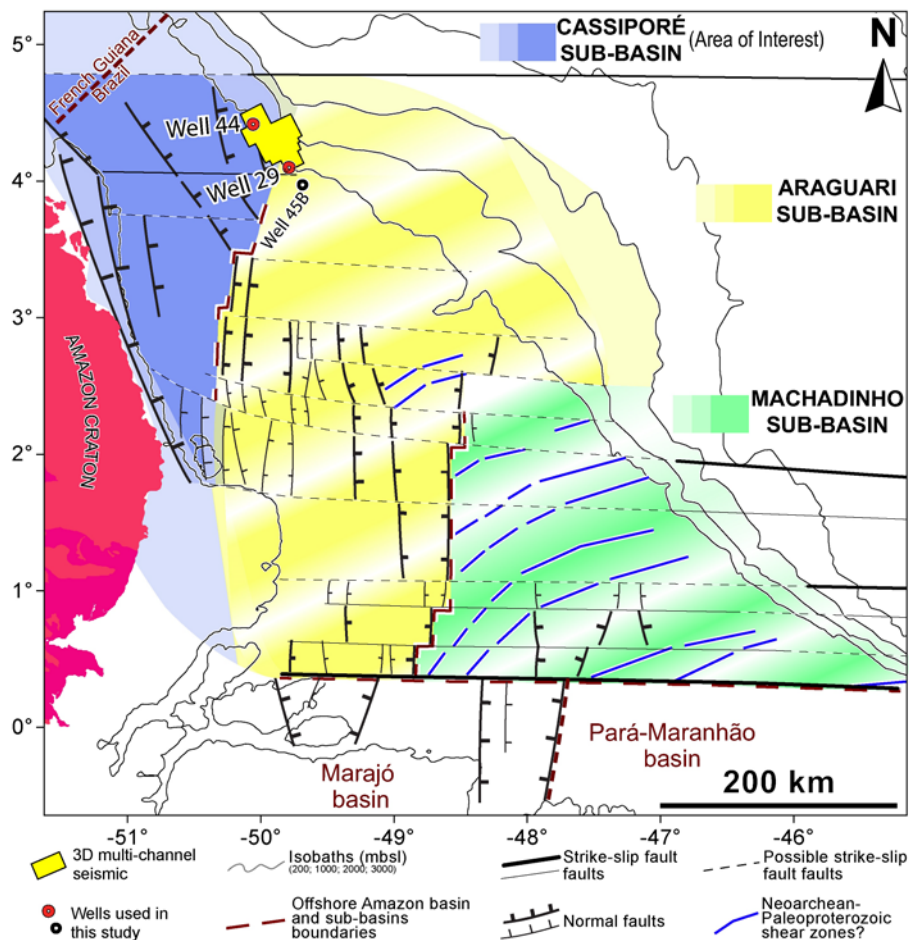 CASSIPORÉ
SUB-BASIN
(Area of Interest)
N
French Guiana
Brazil
Well 44
Well 29
Well 45B
ARAGUARI
SUB-BASIN
MACHADINHO
SUB-BASIN
AMAZON CRATON
5°
4°
3°
2°
1°
0°
Marajó
basin
Pará-Maranhão
basin
200 km
-51 -50 -49 -48 -47 -46
3D multi-channel
seismic
Isobaths (mbsl)
(200; 1000; 2000; 3000)
Strike-slip fault
faults
Possible strike-slip
fault faults
Wells used in
this study
Offshore Amazon basin
and sub-basins
boundaries
Normal faults
Neoarchean-
Paleoproterozoic
shear zones?